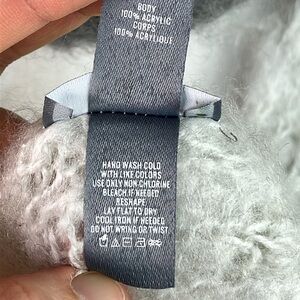 BODY
100% ACRYLIC
CORPS
100% ACRYLIQUE
HAND WASH COLD
WITH LIKE COLORS
USE ONLY NON-CHLORINE
BLEACH, IF NEEDED
RESHAPE
LAY FLAT TO DRY
COOL IRON IF NEEDED
DO NOT WRING OR TWIST